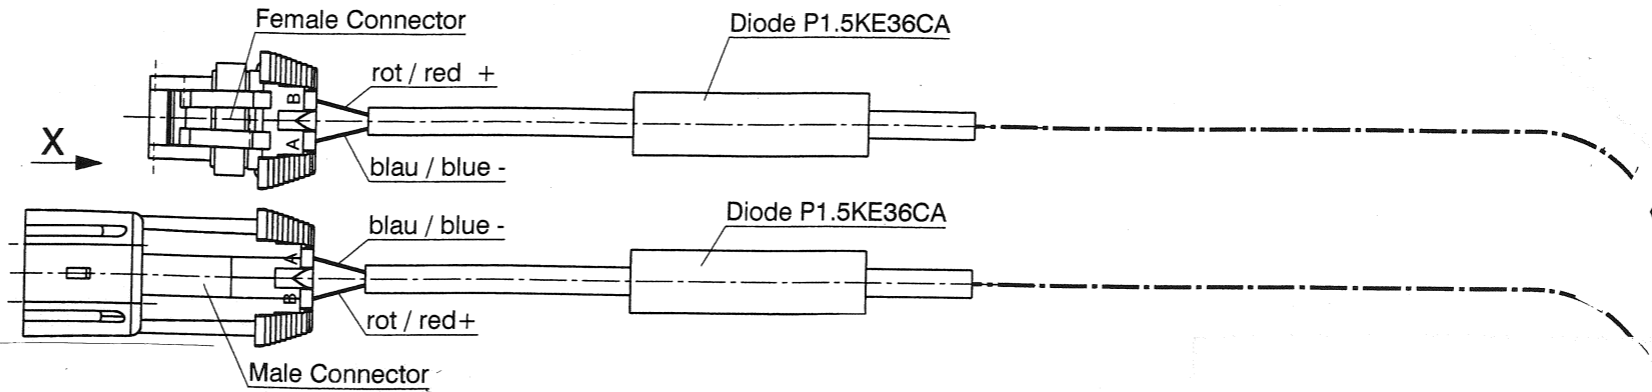 Female Connector
Diode P1.5KE36CA
rot / red +
B
A
X
blau / blue -
blau / blue -
Diode P1.5KE36CA
A
B
rot / red+
Male Connector